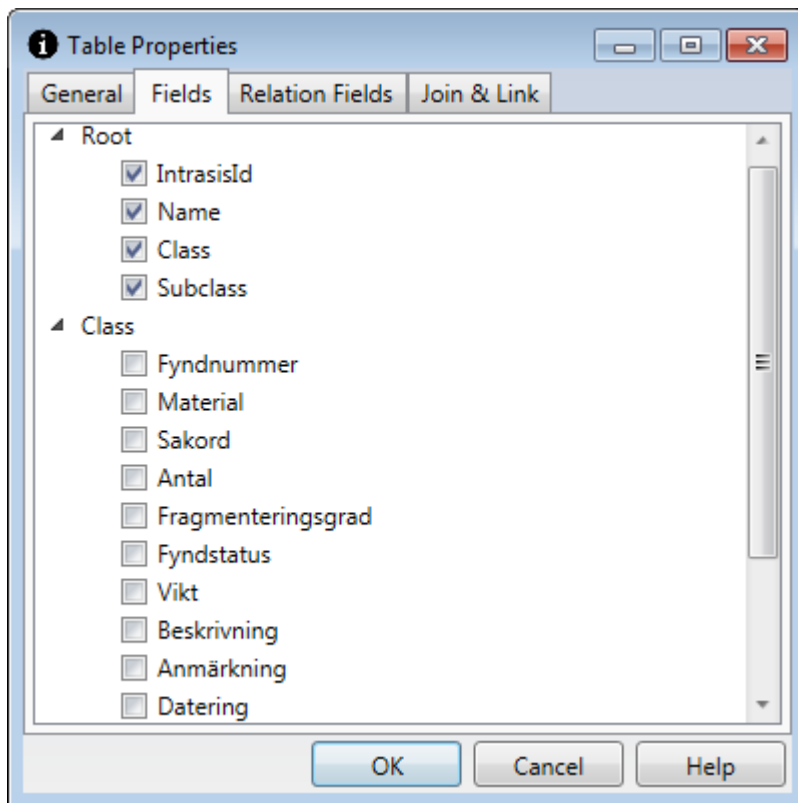 Table Properties
General Fields Relation Fields Join & Link
Root
IntrasisId
Name
Class
Subclass
Class
Fyndnummer
Material
Sakord
Antal
Fragmenteringsgrad
Fyndstatus
Vikt
Beskrivning
Anmärkning
Datering
OK Cancel Help